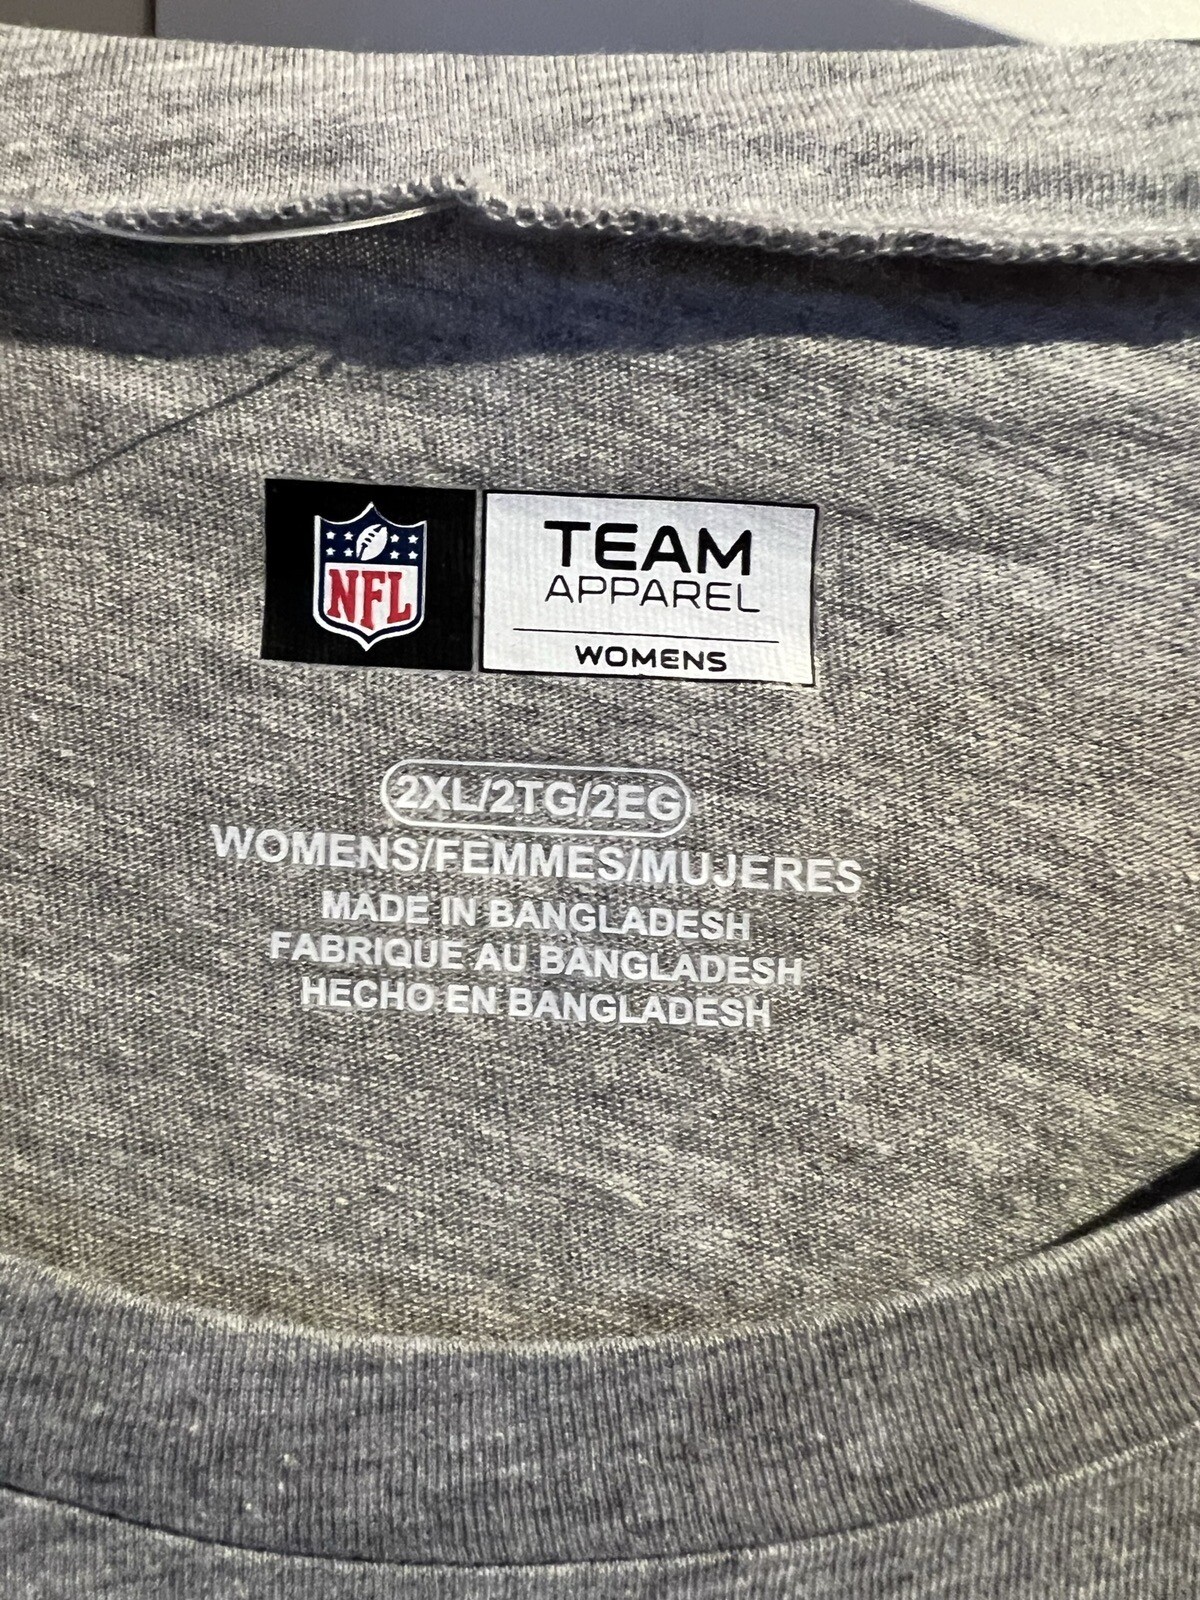 NFL
TEAM
APPAREL
WOMENS
2XL/2TG/2EG
WOMENS/FEMMES/MUJERES
MADE IN BANGLADESH
FABRIQUE AU BANGLADESH
HECHO EN BANGLADESH